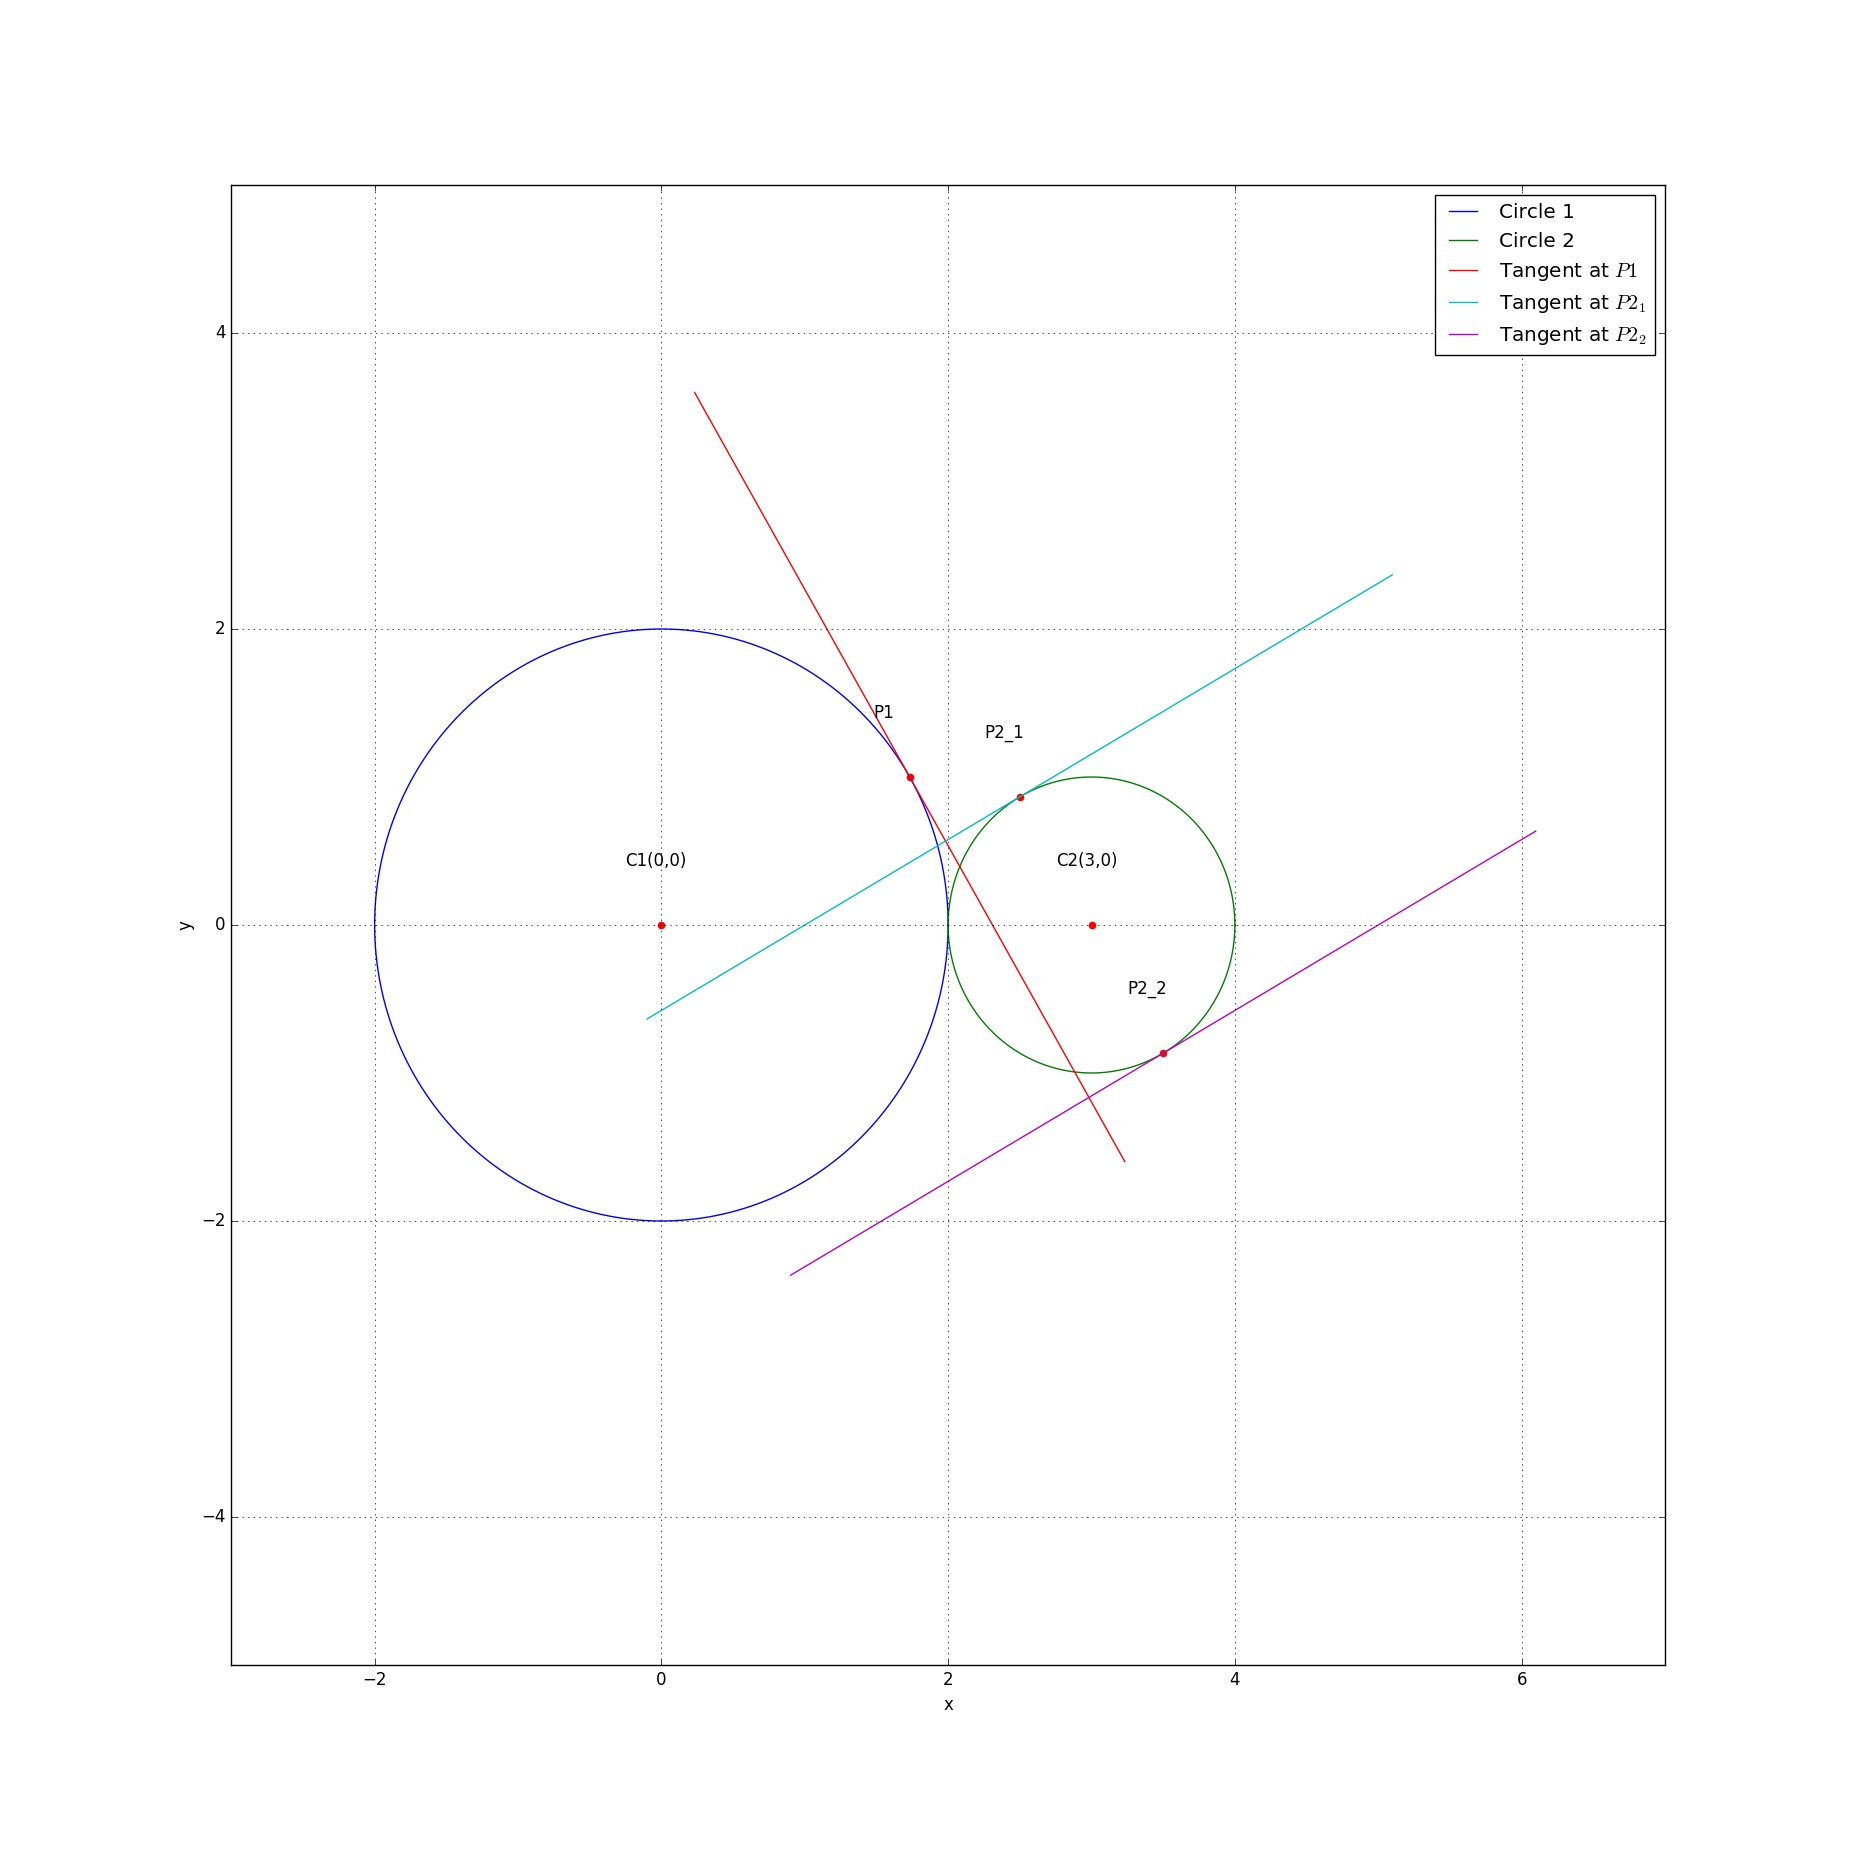 Circle 1
Circle 2
Tangent at P1
Tangent at P2₁
Tangent at P2₂
4
2
P1
P2_1
C1(0,0)
C2(3,0)
y
0
P2_2
−2
−4
−2
0
2
4
6
x